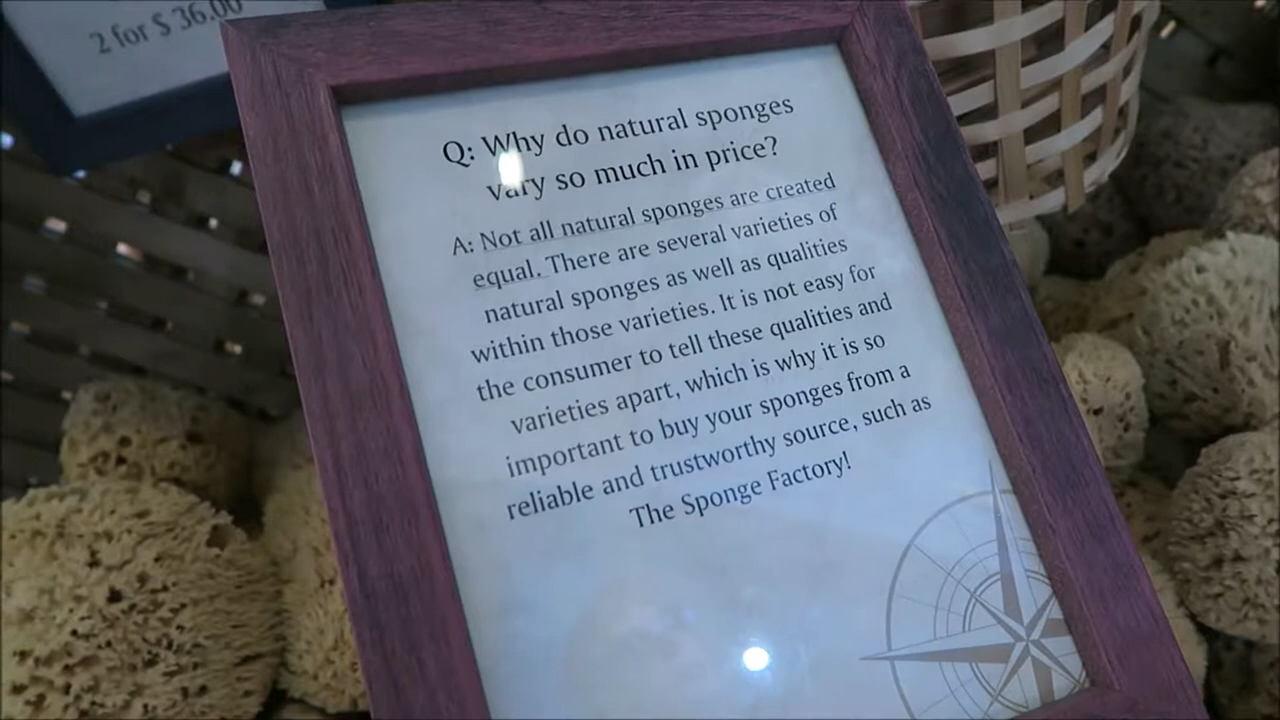 2 for $36.00
Q: Why do natural sponges
vary so much in price?
A: Not all natural sponges are created
equal. There are several varieties of
natural sponges as well as qualities
within those varieties. It is not easy for
the consumer to tell these qualities and
varieties apart, which is why it is so
important to buy your sponges from a
reliable and trustworthy source, such as
The Sponge Factory!